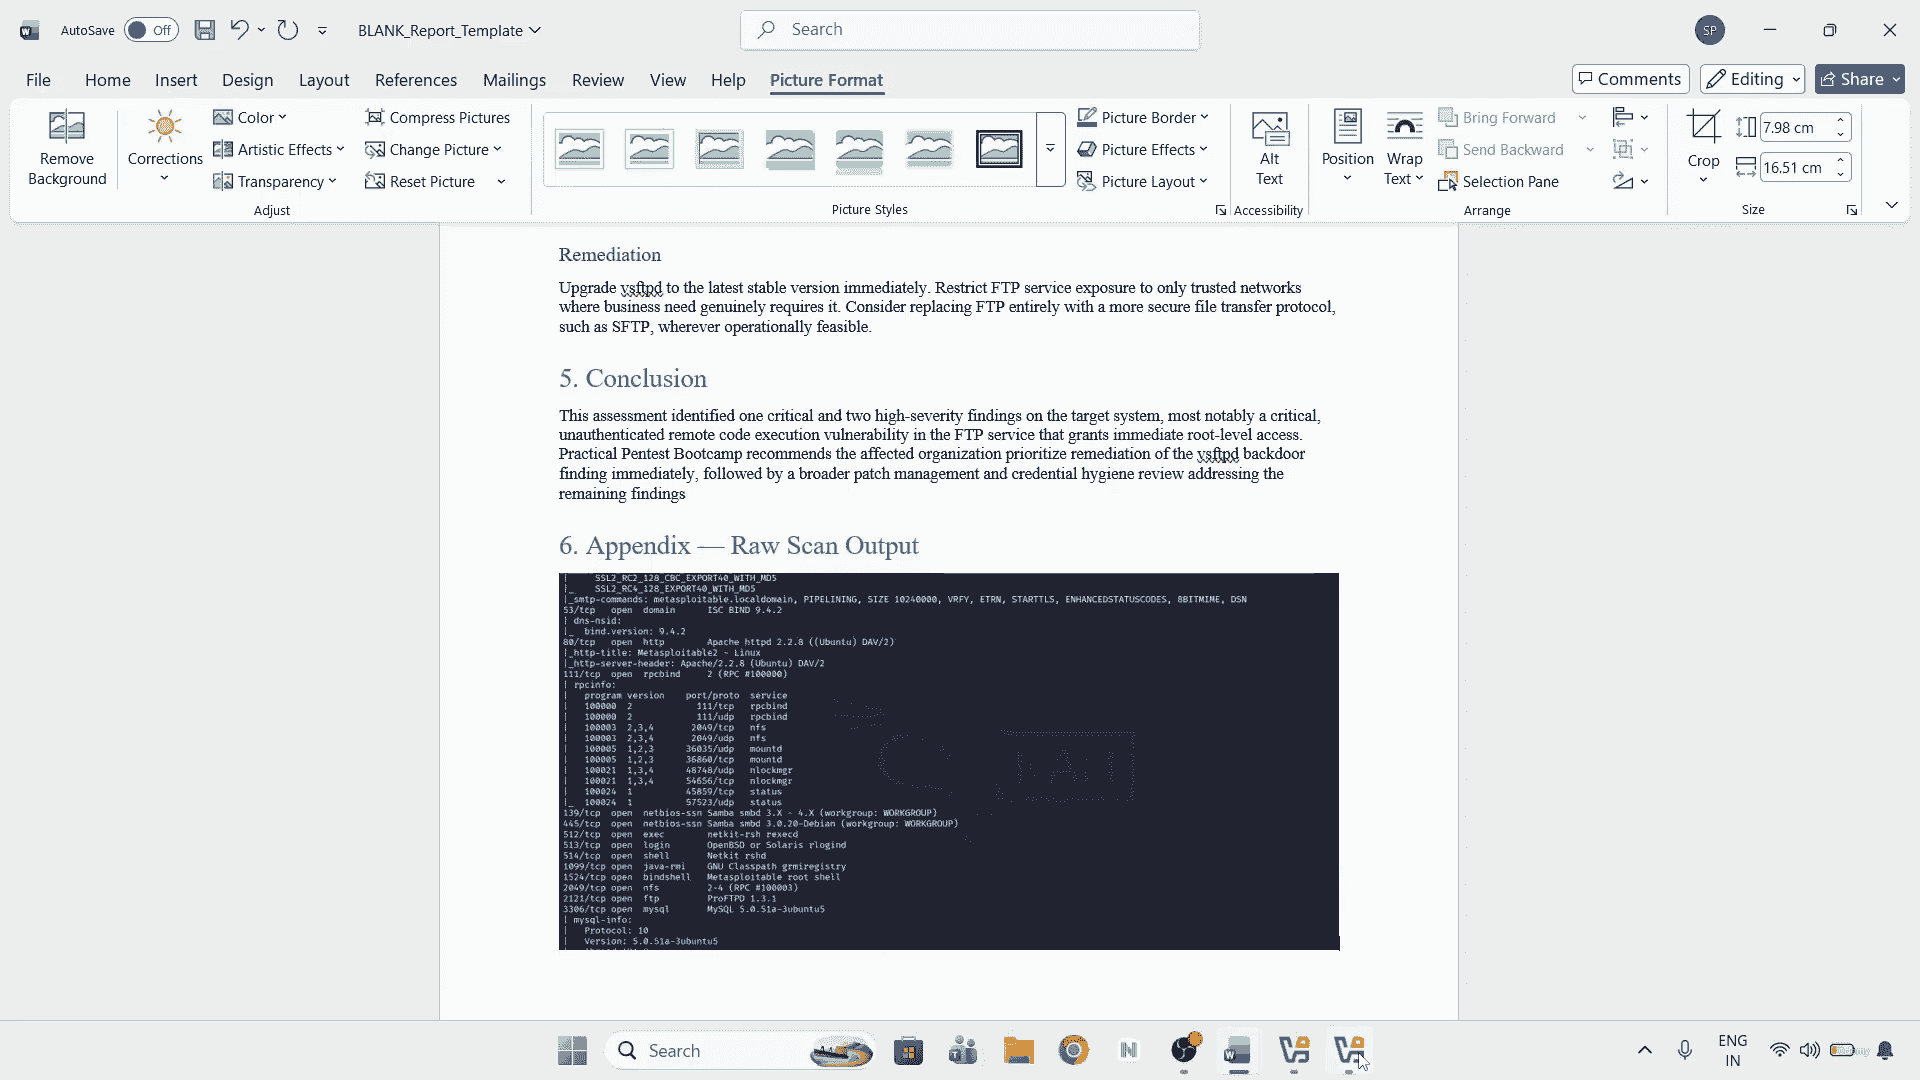 AutoSave Off BLANK_Report_Template Search SP
File Home Insert Design Layout References Mailings Review View Help Picture Format Comments Editing Share
Remove Background
Corrections
Color
Artistic Effects
Transparency
Compress Pictures
Change Picture
Reset Picture
Adjust
Picture Styles
Picture Border
Picture Effects
Picture Layout
Alt Text
Accessibility
Position
Wrap Text
Bring Forward
Send Backward
Selection Pane
Arrange
Crop
7.98 cm
16.51 cm
Size
Remediation
Upgrade vsftpd to the latest stable version immediately. Restrict FTP service exposure to only trusted networks
where business need genuinely requires it. Consider replacing FTP entirely with a more secure file transfer protocol,
such as SFTP, wherever operationally feasible.
5. Conclusion
This assessment identified one critical and two high-severity findings on the target system, most notably a critical,
unauthenticated remote code execution vulnerability in the FTP service that grants immediate root-level access.
Practical Pentest Bootcamp recommends the affected organization prioritize remediation of the vsftpd backdoor
finding immediately, followed by a broader patch management and credential hygiene review addressing the
remaining findings
6. Appendix — Raw Scan Output
| SSL2_RC2_128_CBC_EXPORT40_WITH_MD5
|_ SSL2_RC4_128_EXPORT40_WITH_MD5
|_smtp-commands: metasploitable.localdomain, PIPELINING, SIZE 10240000, VRFY, ETRN, STARTTLS, ENHANCEDSTATUSCODES, 8BITMIME, DSN
53/tcp open domain ISC BIND 9.4.2
| dns-nsid:
|_ bind.version: 9.4.2
80/tcp open http Apache httpd 2.2.8 ((Ubuntu) DAV/2)
|_http-title: Metasploitable2 - Linux
|_http-server-header: Apache/2.2.8 (Ubuntu) DAV/2
111/tcp open rpcbind 2 (RPC #100000)
| rpcinfo:
| program version port/proto service
| 100000 2 111/tcp rpcbind
| 100000 2 111/udp rpcbind
| 100003 2,3,4 2049/tcp nfs
| 100003 2,3,4 2049/udp nfs
| 100005 1,2,3 36035/udp mountd
| 100005 1,2,3 36860/tcp mountd
| 100021 1,3,4 48748/udp nlockmgr
| 100021 1,3,4 54656/tcp nlockmgr
| 100024 1 45859/tcp status
|_ 100024 1 57523/udp status
139/tcp open netbios-ssn Samba smbd 3.X - 4.X (workgroup: WORKGROUP)
445/tcp open netbios-ssn Samba smbd 3.0.20-Debian (workgroup: WORKGROUP)
512/tcp open exec netkit-rsh rexecd
513/tcp open login OpenBSD or Solaris rlogind
514/tcp open shell Netkit rshd
1099/tcp open java-rmi GNU Classpath grmiregistry
1524/tcp open bindshell Metasploitable root shell
2049/tcp open nfs 2-4 (RPC #100003)
2121/tcp open ftp ProFTPD 1.3.1
3306/tcp open mysql MySQL 5.0.51a-3ubuntu5
| mysql-info:
| Protocol: 10
| Version: 5.0.51a-3ubuntu5
Search
ENG
IN